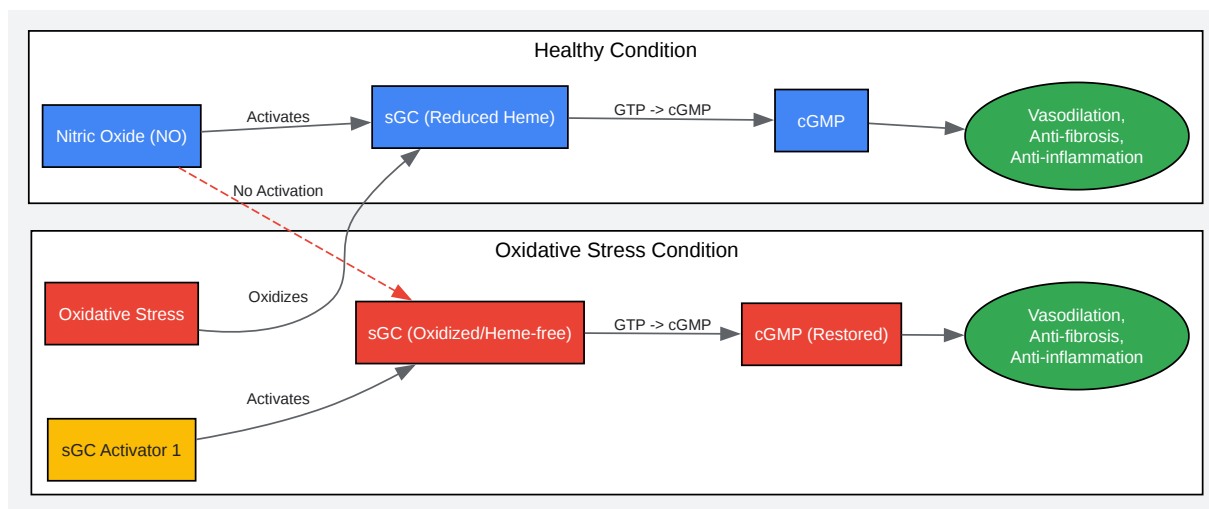 Healthy Condition
Nitric Oxide (NO)
Activates
sGC (Reduced Heme)
GTP -> cGMP
cGMP
Vasodilation,
Anti-fibrosis,
Anti-inflammation
No Activation
Oxidative Stress Condition
Oxidative Stress
Oxidizes
sGC (Oxidized/Heme-free)
GTP -> cGMP
cGMP (Restored)
Vasodilation,
Anti-fibrosis,
Anti-inflammation
Activates
sGC Activator 1